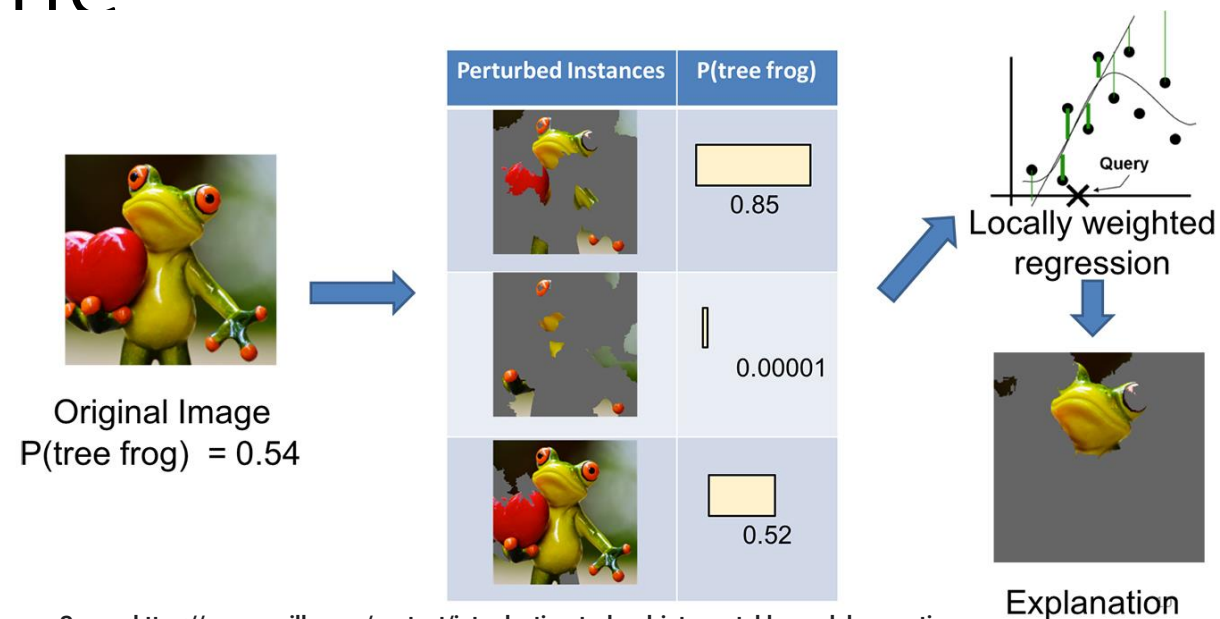 Perturbed Instances P(tree frog)
0.85
0.00001
0.52
Original Image
P(tree frog) = 0.54
Query
Locally weighted
regression
Explanation